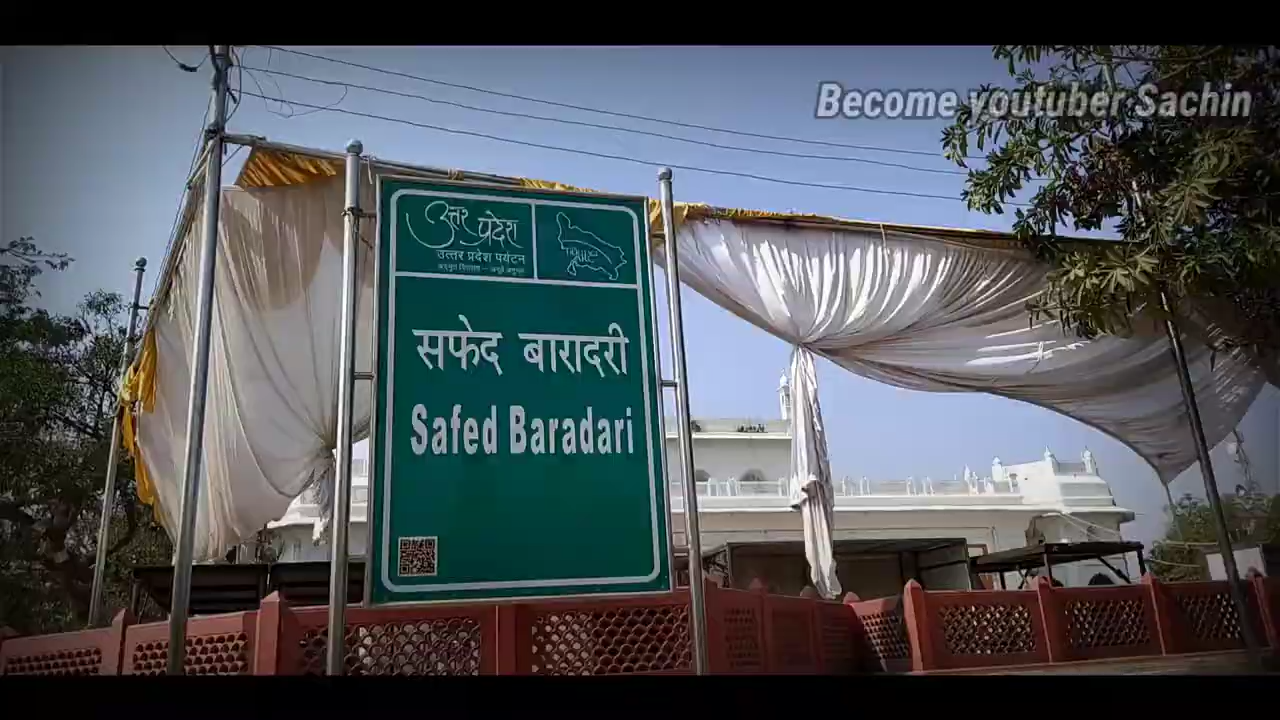 Become youtuber Sachin
उत्तर प्रदेश
उत्तर प्रदेश पर्यटन
सफेद बारादरी
Safed Baradari